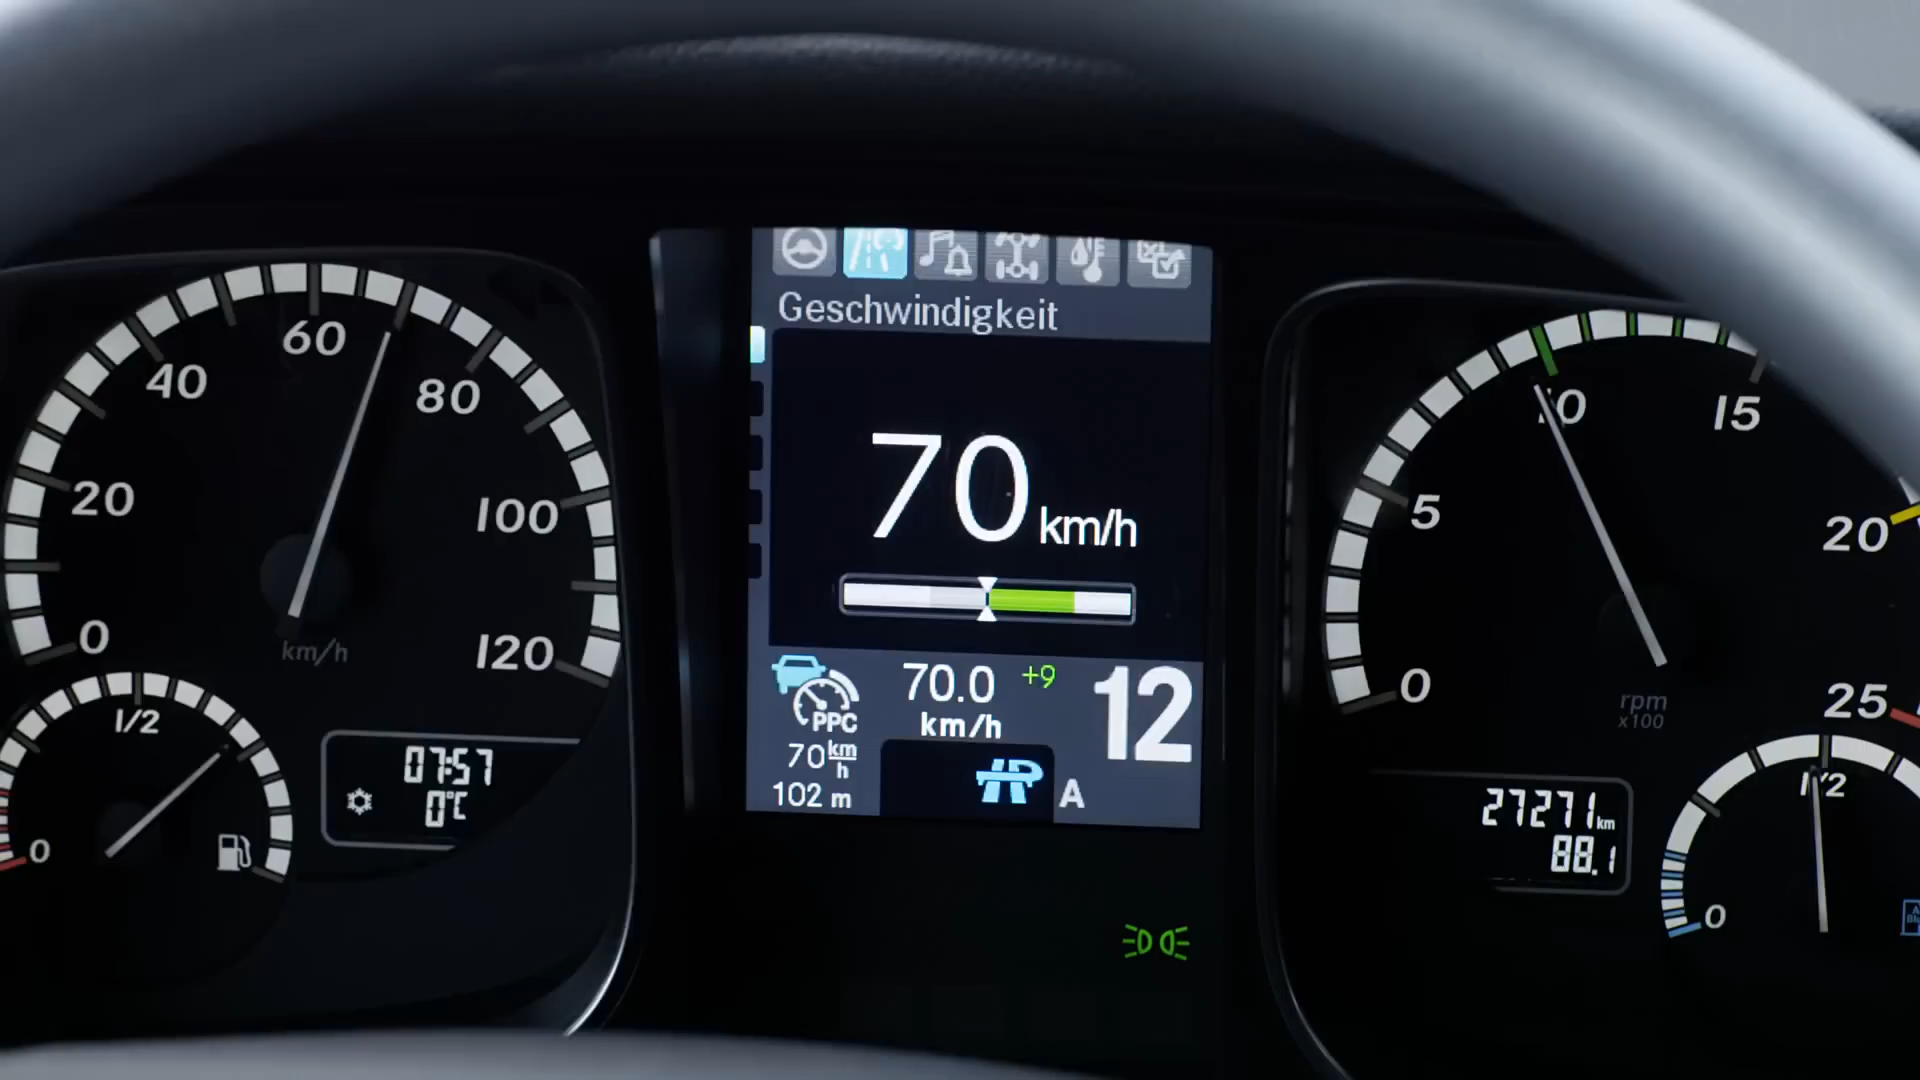 Geschwindigkeit
70 km/h
70.0 +9
km/h
12
PPC
70 km/h
102 m
A
0
20
40
60
80
100
120
km/h
0
1/2
07:57
0°C
0
5
10
15
20
25
rpm
x100
27271 km
88.1
0
1/2